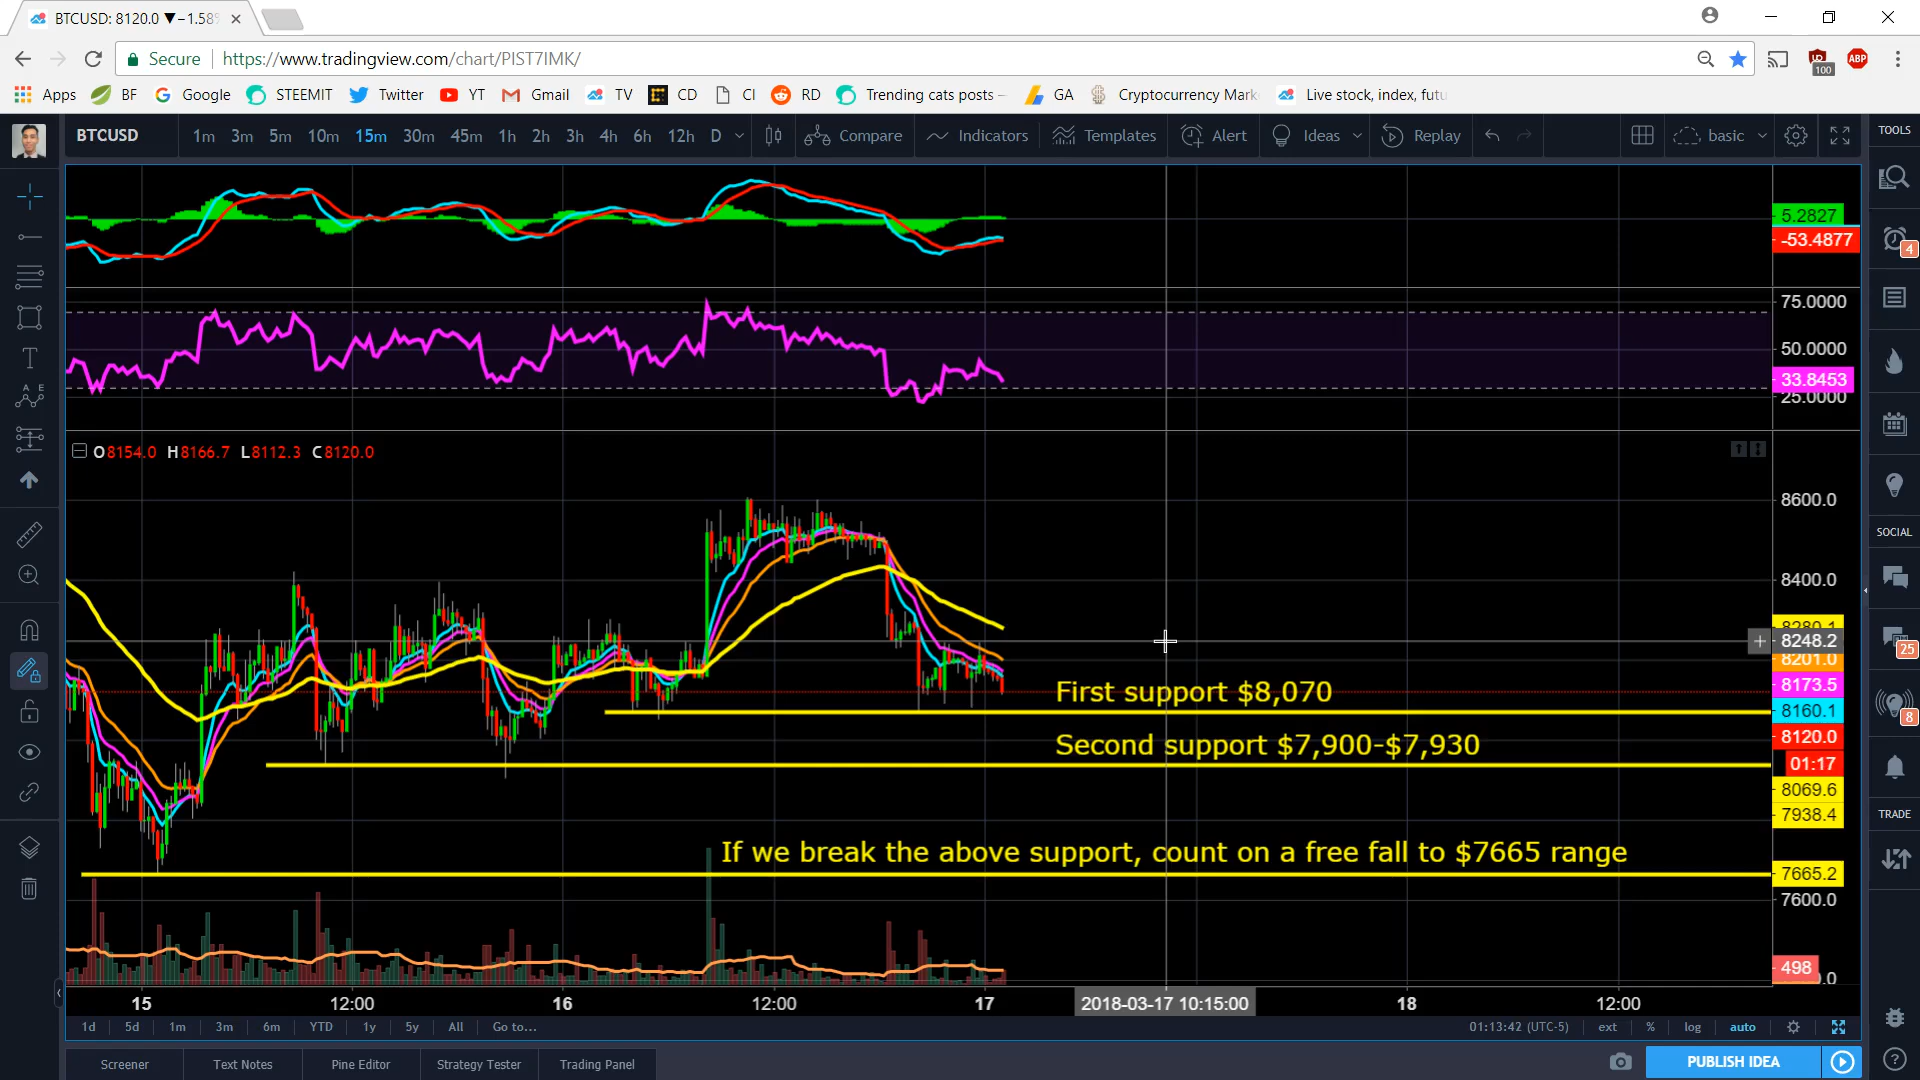 BTCUSD: 8120.0 ▼−1.58%
Secure https://www.tradingview.com/chart/PIST7IMK/
100 ABP
Apps BF Google STEEMIT Twitter YT Gmail TV CD CI RD Trending cats posts – GA Cryptocurrency Mark Live stock, index, futu
BTCUSD 1m 3m 5m 10m 15m 30m 45m 1h 2h 3h 4h 6h 12h D Compare Indicators Templates Alert Ideas Replay basic
TOOLS
5.2827
-53.4877
4
75.0000
50.0000
33.8453
25.0000
O8154.0 H8166.7 L8112.3 C8120.0
8600.0
SOCIAL
8400.0
8280.1
8248.2
25
8201.0
First support $8,070
8173.5
8160.1
8
Second support $7,900-$7,930
8120.0
01:17
8069.6
7938.4
TRADE
If we break the above support, count on a free fall to $7665 range
7665.2
7600.0
498
15 12:00 16 12:00 17 2018-03-17 10:15:00 18 12:00
1d 5d 1m 3m 6m YTD 1y 5y All Go to... 01:13:42 (UTC-5) ext % log auto
Screener Text Notes Pine Editor Strategy Tester Trading Panel PUBLISH IDEA